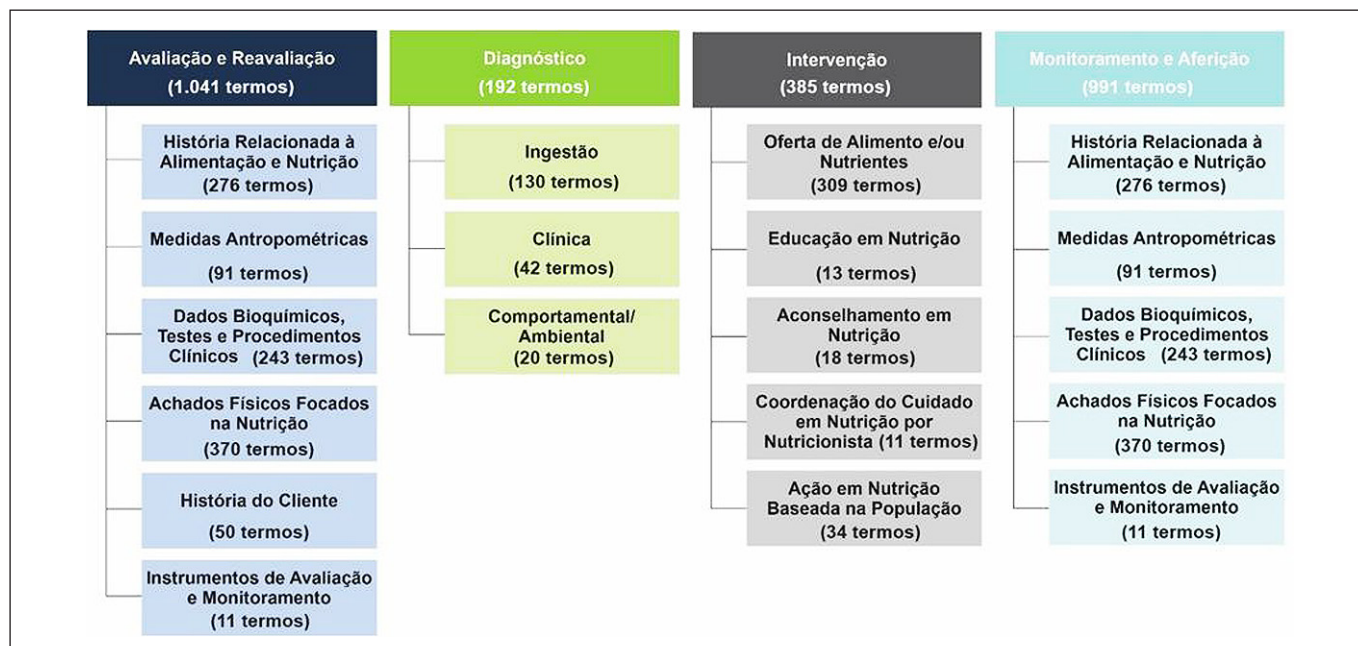 Avaliação e Reavaliação
(1.041 termos)
História Relacionada à
Alimentação e Nutrição
(276 termos)
Medidas Antropométricas
(91 termos)
Dados Bioquímicos,
Testes e Procedimentos
Clínicos (243 termos)
Achados Físicos Focados
na Nutrição
(370 termos)
História do Cliente
(50 termos)
Instrumentos de Avaliação
e Monitoramento
(11 termos)
Diagnóstico
(192 termos)
Ingestão
(130 termos)
Clínica
(42 termos)
Comportamental/
Ambiental
(20 termos)
Intervenção
(385 termos)
Oferta de Alimento e/ou
Nutrientes
(309 termos)
Educação em Nutrição
(13 termos)
Aconselhamento em
Nutrição
(18 termos)
Coordenação do Cuidado
em Nutrição por
Nutricionista (11 termos)
Ação em Nutrição
Baseada na População
(34 termos)
Monitoramento e Aferição
(991 termos)
História Relacionada à
Alimentação e Nutrição
(276 termos)
Medidas Antropométricas
(91 termos)
Dados Bioquímicos,
Testes e Procedimentos
Clínicos (243 termos)
Achados Físicos Focados
na Nutrição
(370 termos)
Instrumentos de Avaliação
e Monitoramento
(11 termos)